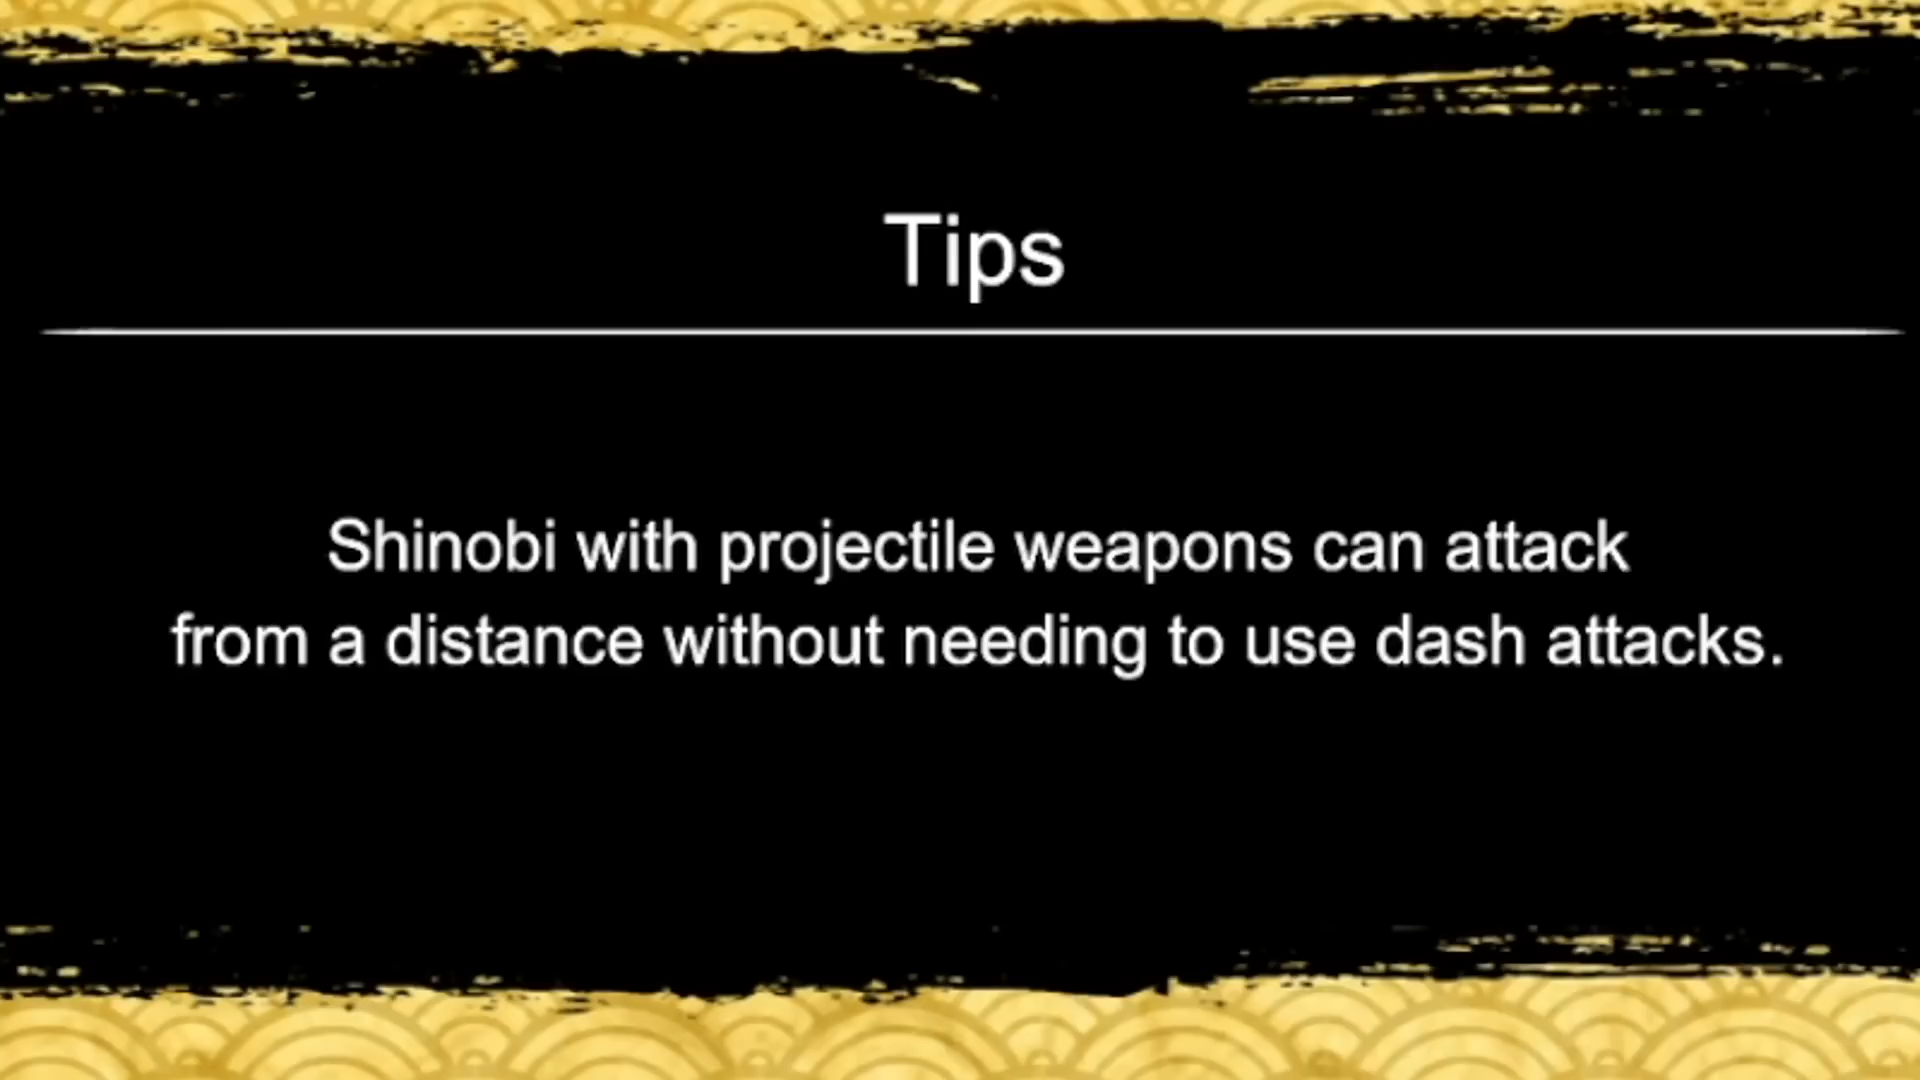 Tips
Shinobi with projectile weapons can attack
from a distance without needing to use dash attacks.